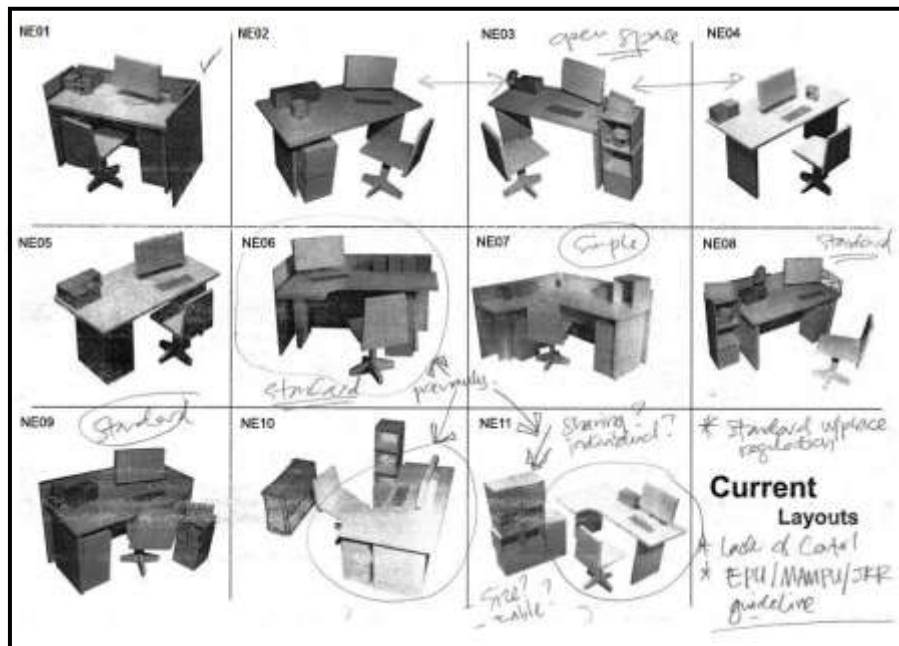 NE01
NE02
NE03
open space
NE04
NE05
NE06
NE07
Simple
NE08
standard
standard
previously
NE09
Standard
NE10
NE11
sharing?
individual?
* Standard w/place
regulation
Current
Layouts
* Lack of Control
* EPU/MAMPU/JKR
guideline
Size?
table
?